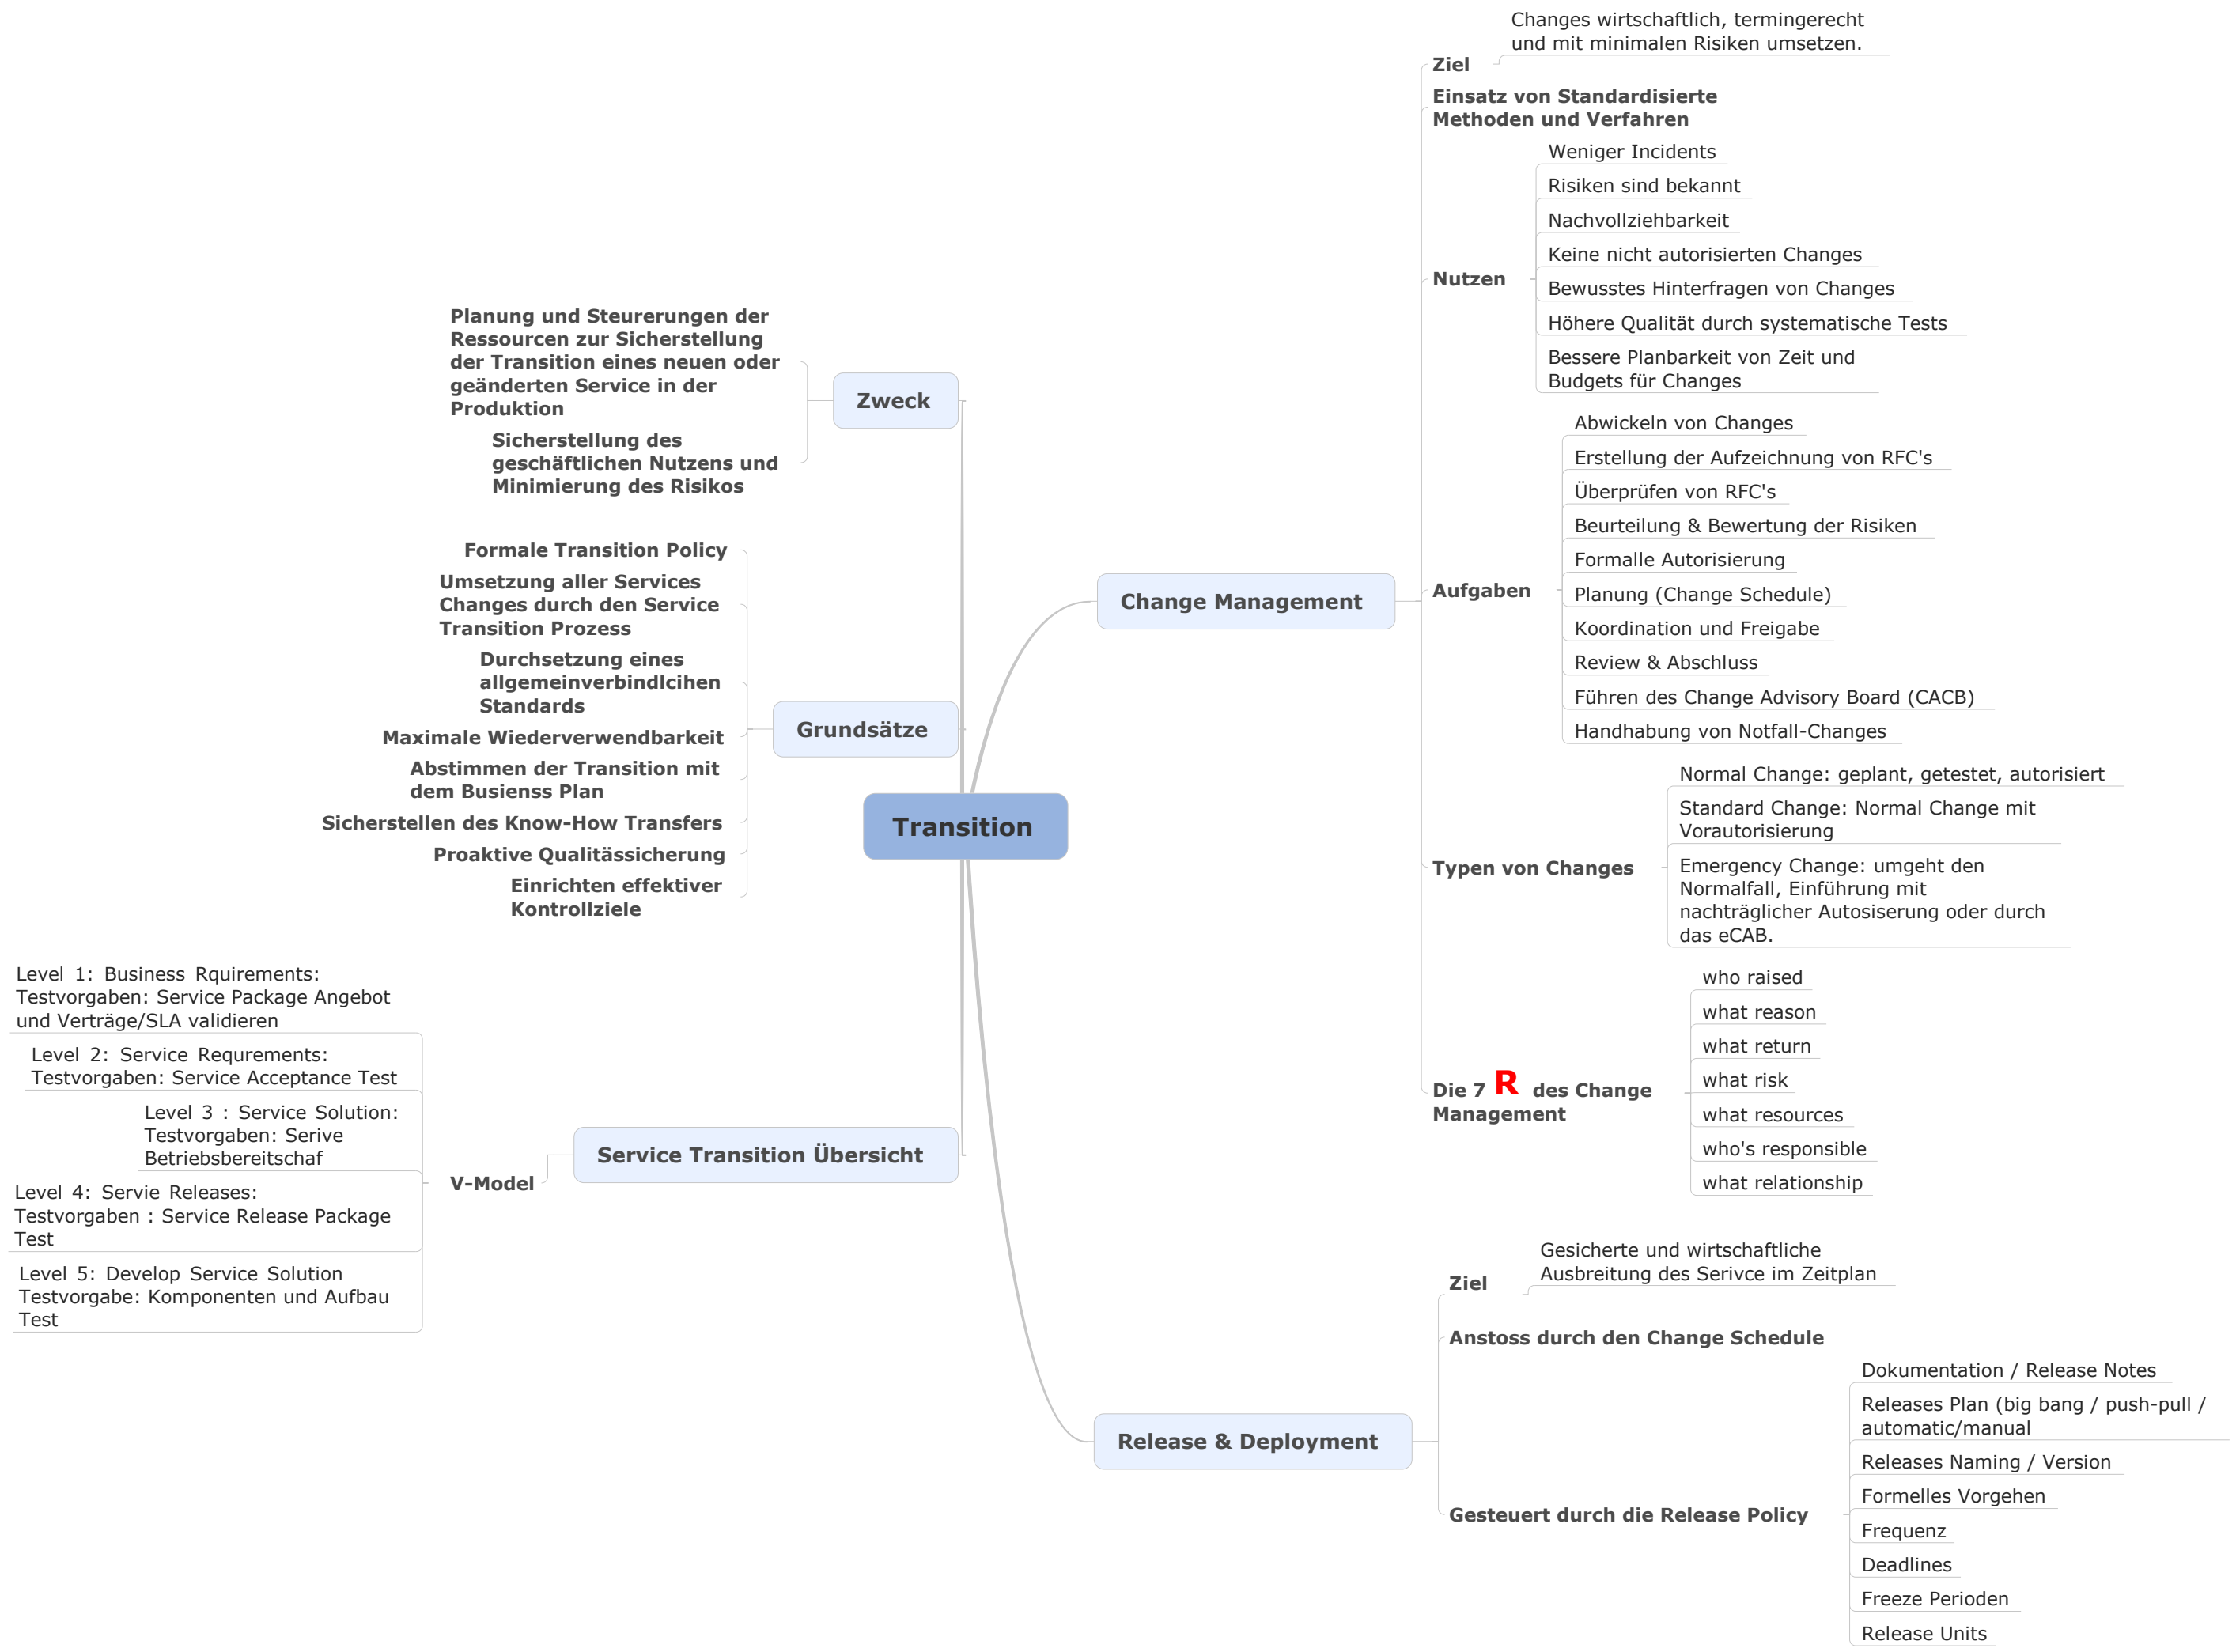 Transition
Change Management
Ziel
Changes wirtschaftlich, termingerecht
und mit minimalen Risiken umsetzen.
Einsatz von Standardisierte
Methoden und Verfahren
Nutzen
Weniger Incidents
Risiken sind bekannt
Nachvollziehbarkeit
Keine nicht autorisierten Changes
Bewusstes Hinterfragen von Changes
Höhere Qualität durch systematische Tests
Bessere Planbarkeit von Zeit und
Budgets für Changes
Aufgaben
Abwickeln von Changes
Erstellung der Aufzeichnung von RFC's
Überprüfen von RFC's
Beurteilung & Bewertung der Risiken
Formalle Autorisierung
Planung (Change Schedule)
Koordination und Freigabe
Review & Abschluss
Führen des Change Advisory Board (CACB)
Handhabung von Notfall-Changes
Typen von Changes
Normal Change: geplant, getestet, autorisiert
Standard Change: Normal Change mit
Vorautorisierung
Emergency Change: umgeht den
Normalfall, Einführung mit
nachträglicher Autosiserung oder durch
das eCAB.
Die 7 R des Change
Management
who raised
what reason
what return
what risk
what resources
who's responsible
what relationship
Release & Deployment
Ziel
Gesicherte und wirtschaftliche
Ausbreitung des Serivce im Zeitplan
Anstoss durch den Change Schedule
Gesteuert durch die Release Policy
Dokumentation / Release Notes
Releases Plan (big bang / push-pull /
automatic/manual
Releases Naming / Version
Formelles Vorgehen
Frequenz
Deadlines
Freeze Perioden
Release Units
Zweck
Planung und Steurerungen der
Ressourcen zur Sicherstellung
der Transition eines neuen oder
geänderten Service in der
Produktion
Sicherstellung des
geschäftlichen Nutzens und
Minimierung des Risikos
Grundsätze
Formale Transition Policy
Umsetzung aller Services
Changes durch den Service
Transition Prozess
Durchsetzung eines
allgemeinverbindlcihen
Standards
Maximale Wiederverwendbarkeit
Abstimmen der Transition mit
dem Busienss Plan
Sicherstellen des Know-How Transfers
Proaktive Qualitässicherung
Einrichten effektiver
Kontrollziele
Service Transition Übersicht
V-Model
Level 1: Business Rquirements:
Testvorgaben: Service Package Angebot
und Verträge/SLA validieren
Level 2: Service Requrements:
Testvorgaben: Service Acceptance Test
Level 3 : Service Solution:
Testvorgaben: Serive
Betriebsbereitschaf
Level 4: Servie Releases:
Testvorgaben : Service Release Package
Test
Level 5: Develop Service Solution
Testvorgabe: Komponenten und Aufbau
Test